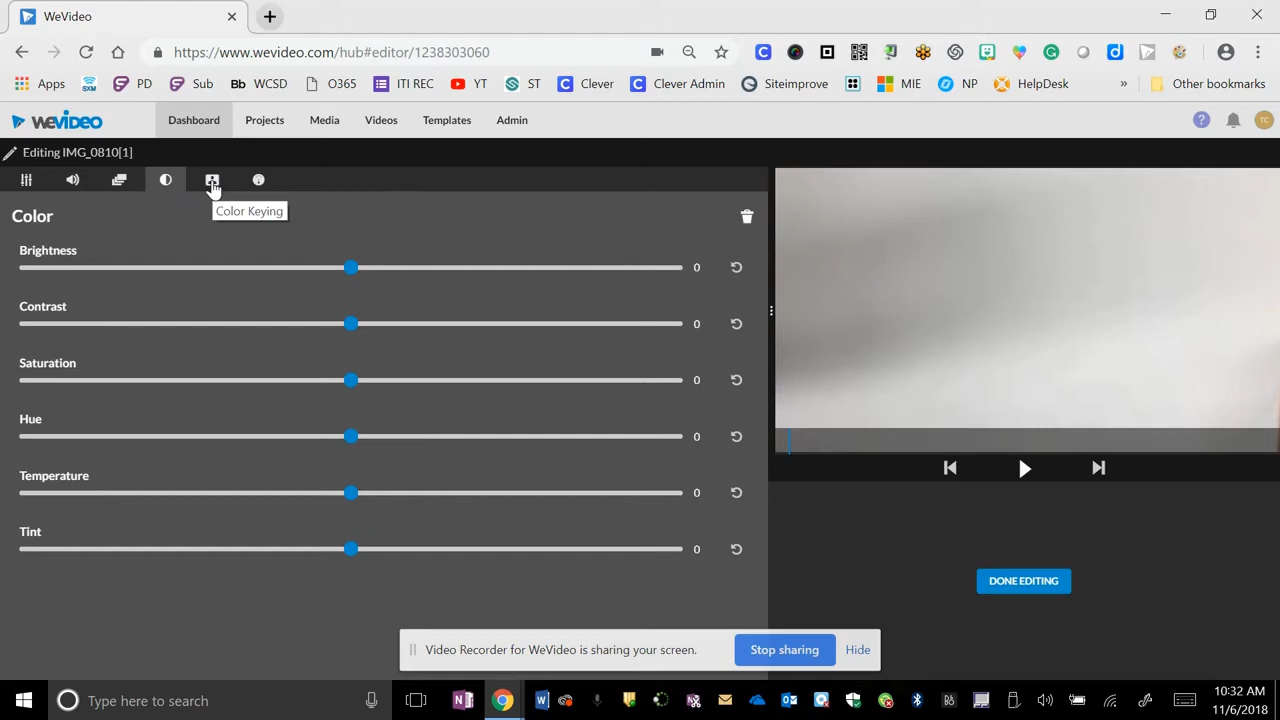 WeVideo
https://www.wevideo.com/hub#editor/1238303060
Apps PD Sub Bb WCSD O365 ITI REC YT ST Clever Clever Admin Siteimprove MIE NP HelpDesk » Other bookmarks
wevideo Dashboard Projects Media Videos Templates Admin ? TC
Editing IMG_0810[1]
Color Keying
Color
Brightness
0
Contrast
0
Saturation
0
Hue
0
Temperature
0
Tint
0
DONE EDITING
Video Recorder for WeVideo is sharing your screen. Stop sharing Hide
Type here to search
10:32 AM
11/6/2018